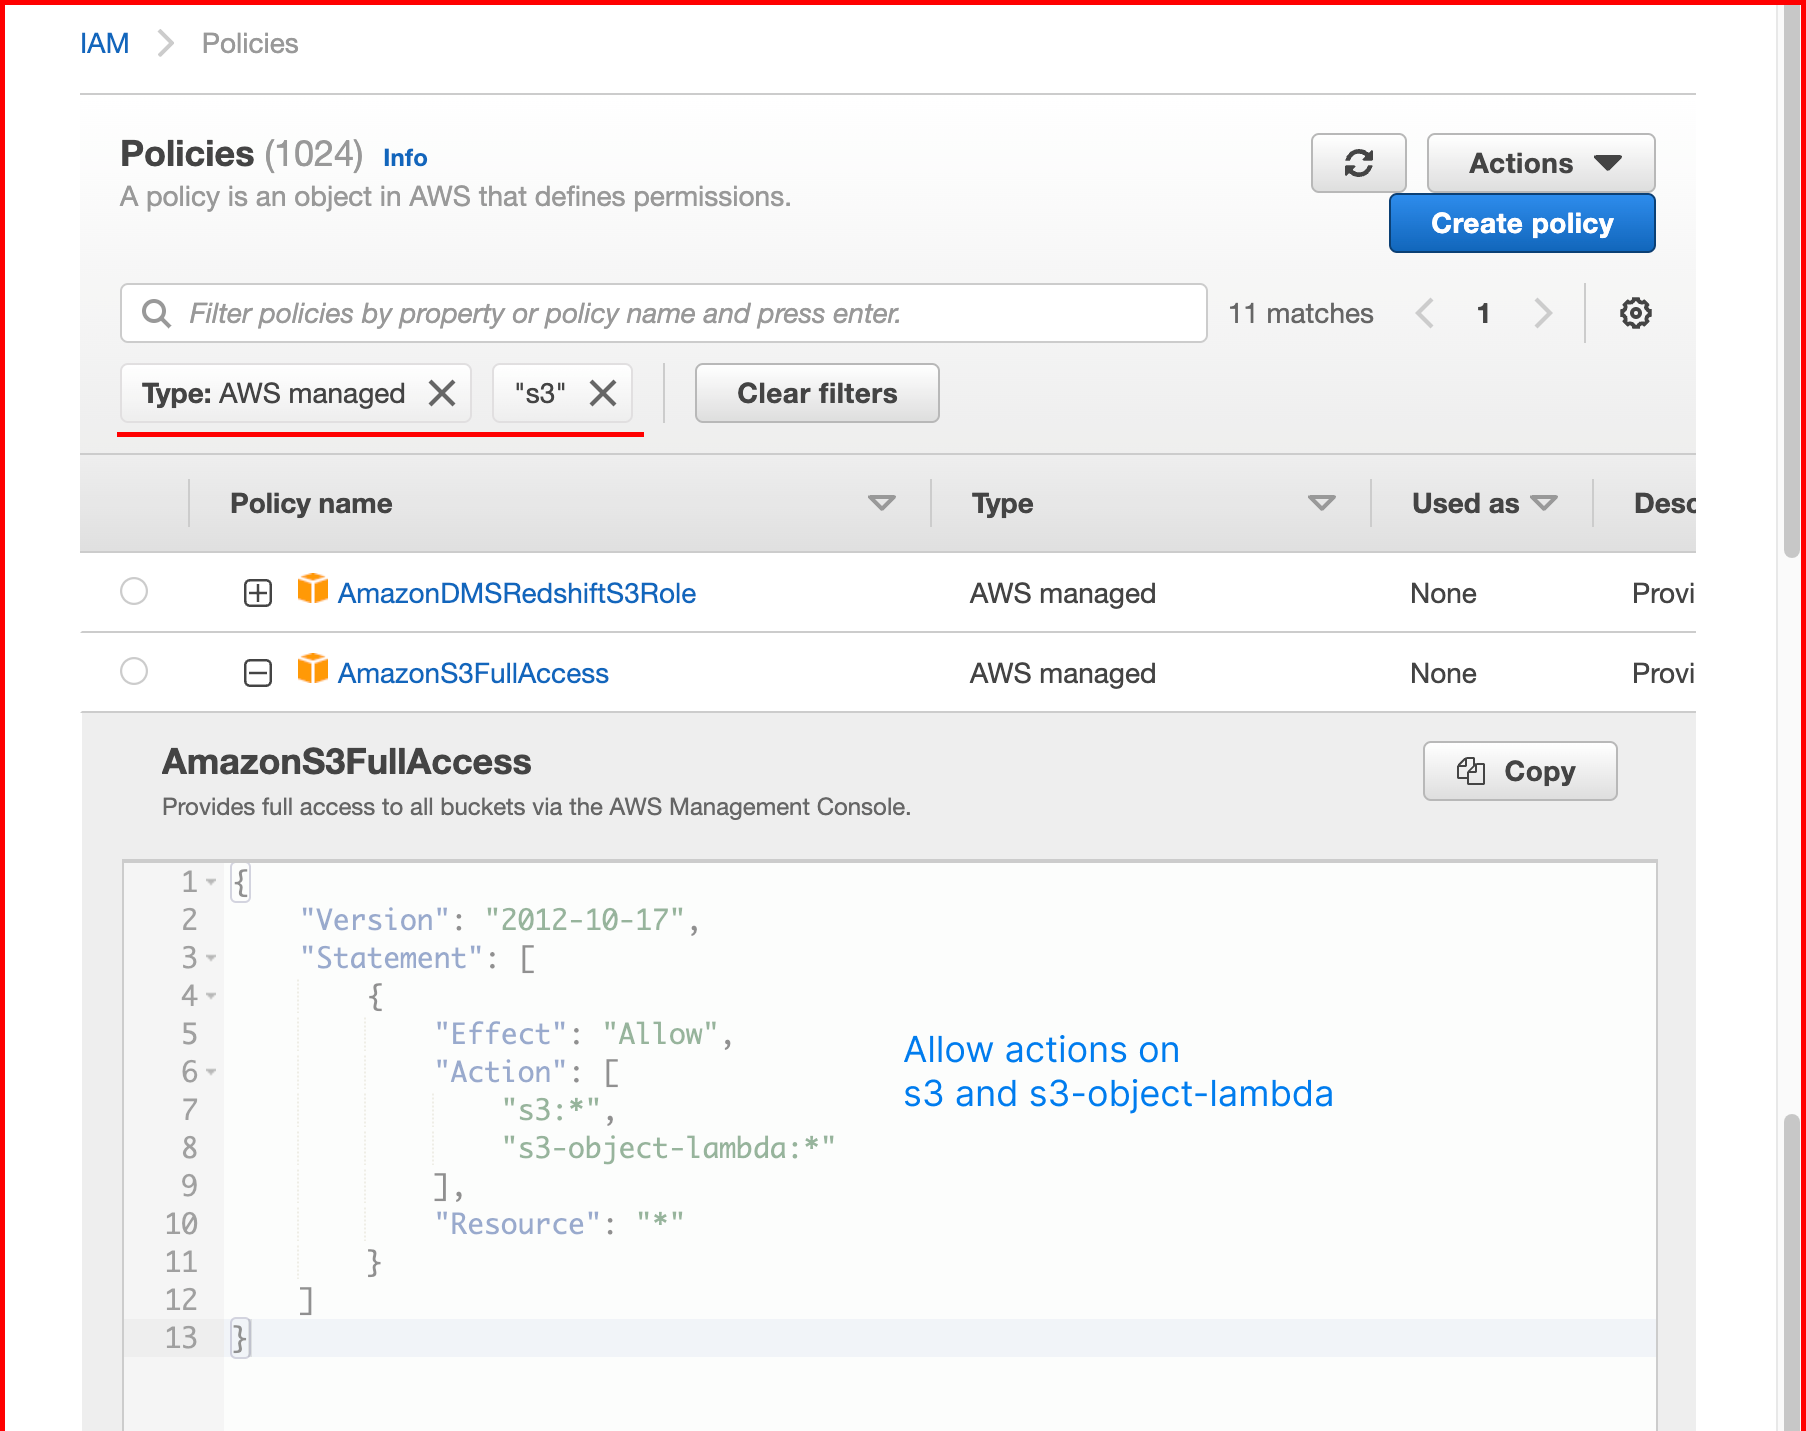 IAM > Policies
Policies (1024) Info
A policy is an object in AWS that defines permissions.
Actions
Create policy
Filter policies by property or policy name and press enter.
11 matches
1
Type: AWS managed
"s3"
Clear filters
Policy name Type Used as Desc
AmazonDMSRedshiftS3Role AWS managed None Provi
AmazonS3FullAccess AWS managed None Provi
AmazonS3FullAccess
Copy
Provides full access to all buckets via the AWS Management Console.
1 {
2 "Version": "2012-10-17",
3 "Statement": [
4 {
5 "Effect": "Allow",
6 "Action": [
7 "s3:*",
8 "s3-object-lambda:*"
9 ],
10 "Resource": "*"
11 }
12 ]
13 }
Allow actions on
s3 and s3-object-lambda